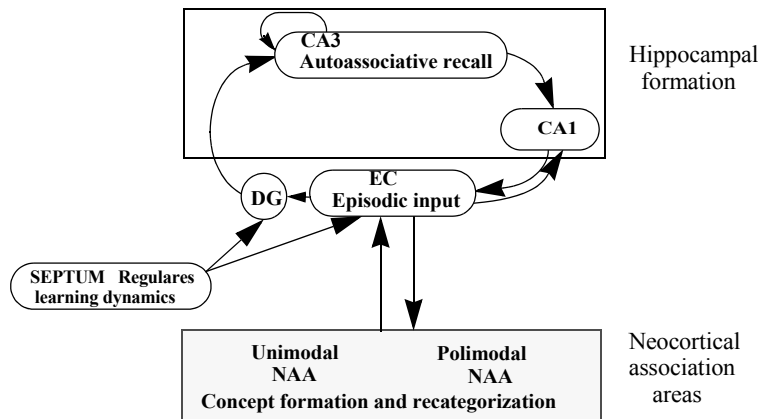 CA3
Autoassociative recall
Hippocampal
formation
CA1
EC
Episodic input
DG
SEPTUM Regulares
learning dynamics
Unimodal
NAA
Polimodal
NAA
Concept formation and recategorization
Neocortical
association
areas